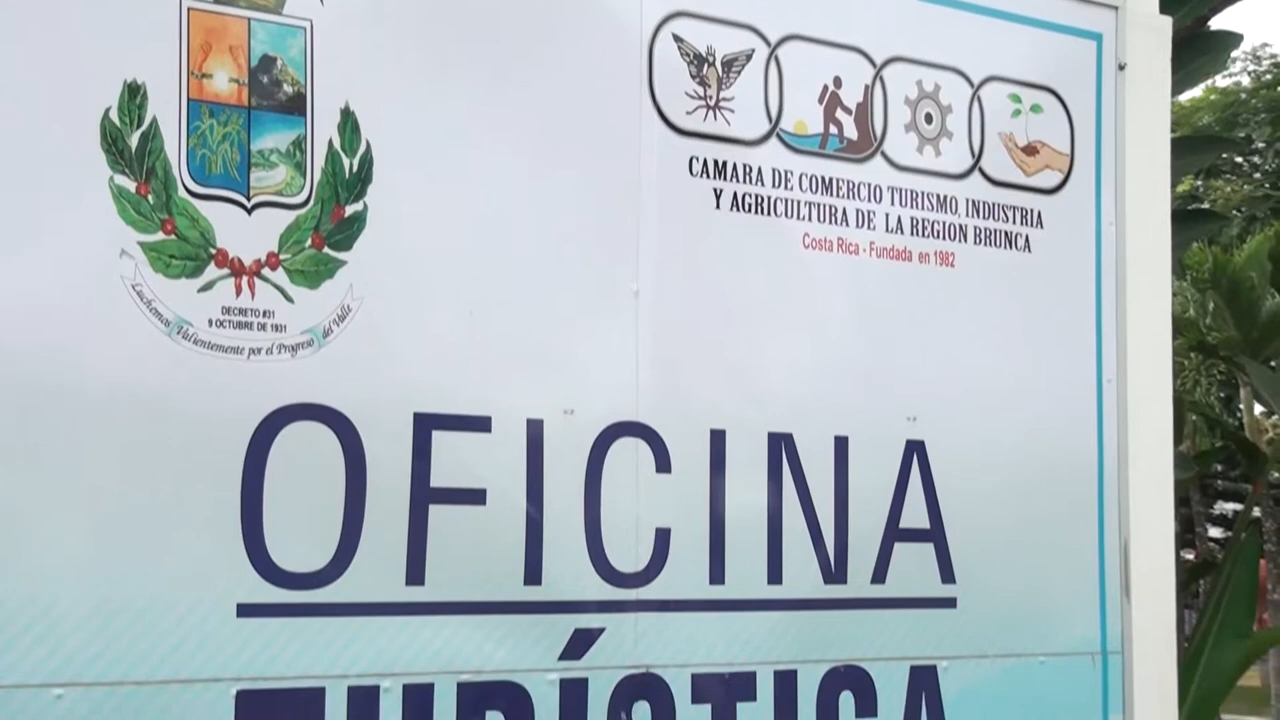 CAMARA DE COMERCIO TURISMO, INDUSTRIA
Y AGRICULTURA DE LA REGION BRUNCA
Costa Rica - Fundada en 1982
DECRETO #31
9 OCTUBRE DE 1931
Luchemos Valientemente por el Progreso del Valle
OFICINA
TURÍSTICA